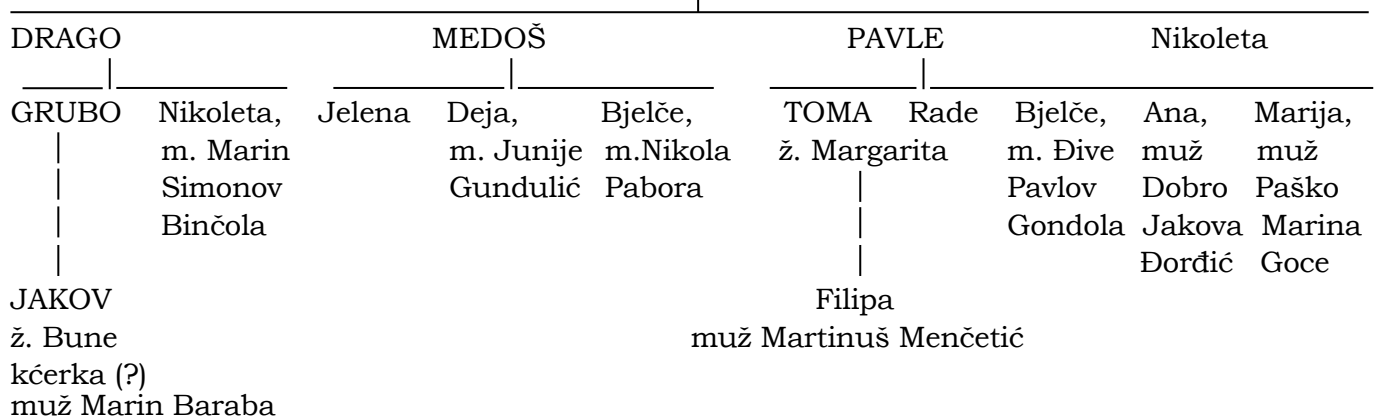 DRAGO MEDOŠ PAVLE Nikoleta
GRUBO Nikoleta, Jelena Deja, Bjelče, TOMA Rade Bjelče, Ana, Marija,
m. Marin m. Junije m.Nikola ž. Margarita m. Đive muž muž
Simonov Gundulić Pabora Pavlov Dobro Paško
Binčola Gondola Jakova Marina
Đorđić Goce
JAKOV Filipa
ž. Bune muž Martinuš Menčetić
kćerka (?)
muž Marin Baraba